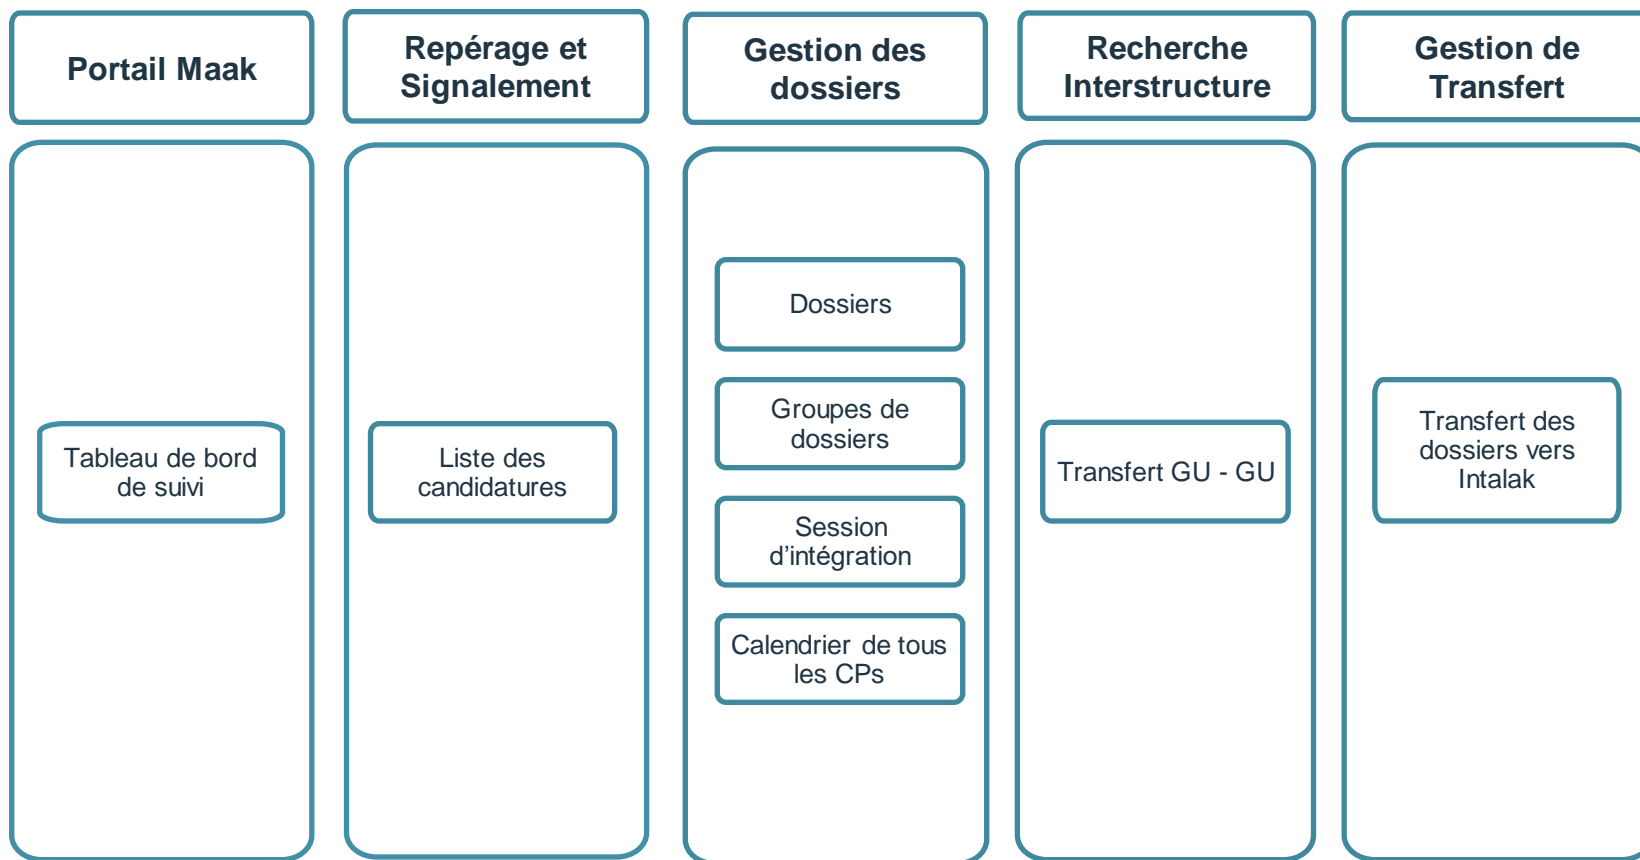 Portail Maak
Repérage et
Signalement
Gestion des
dossiers
Recherche
Interstructure
Gestion de
Transfert
Tableau de bord
de suivi
Liste des
candidatures
Dossiers
Groupes de
dossiers
Session
d'intégration
Calendrier de tous
les CPs
Transfert GU - GU
Transfert des
dossiers vers
Intalak